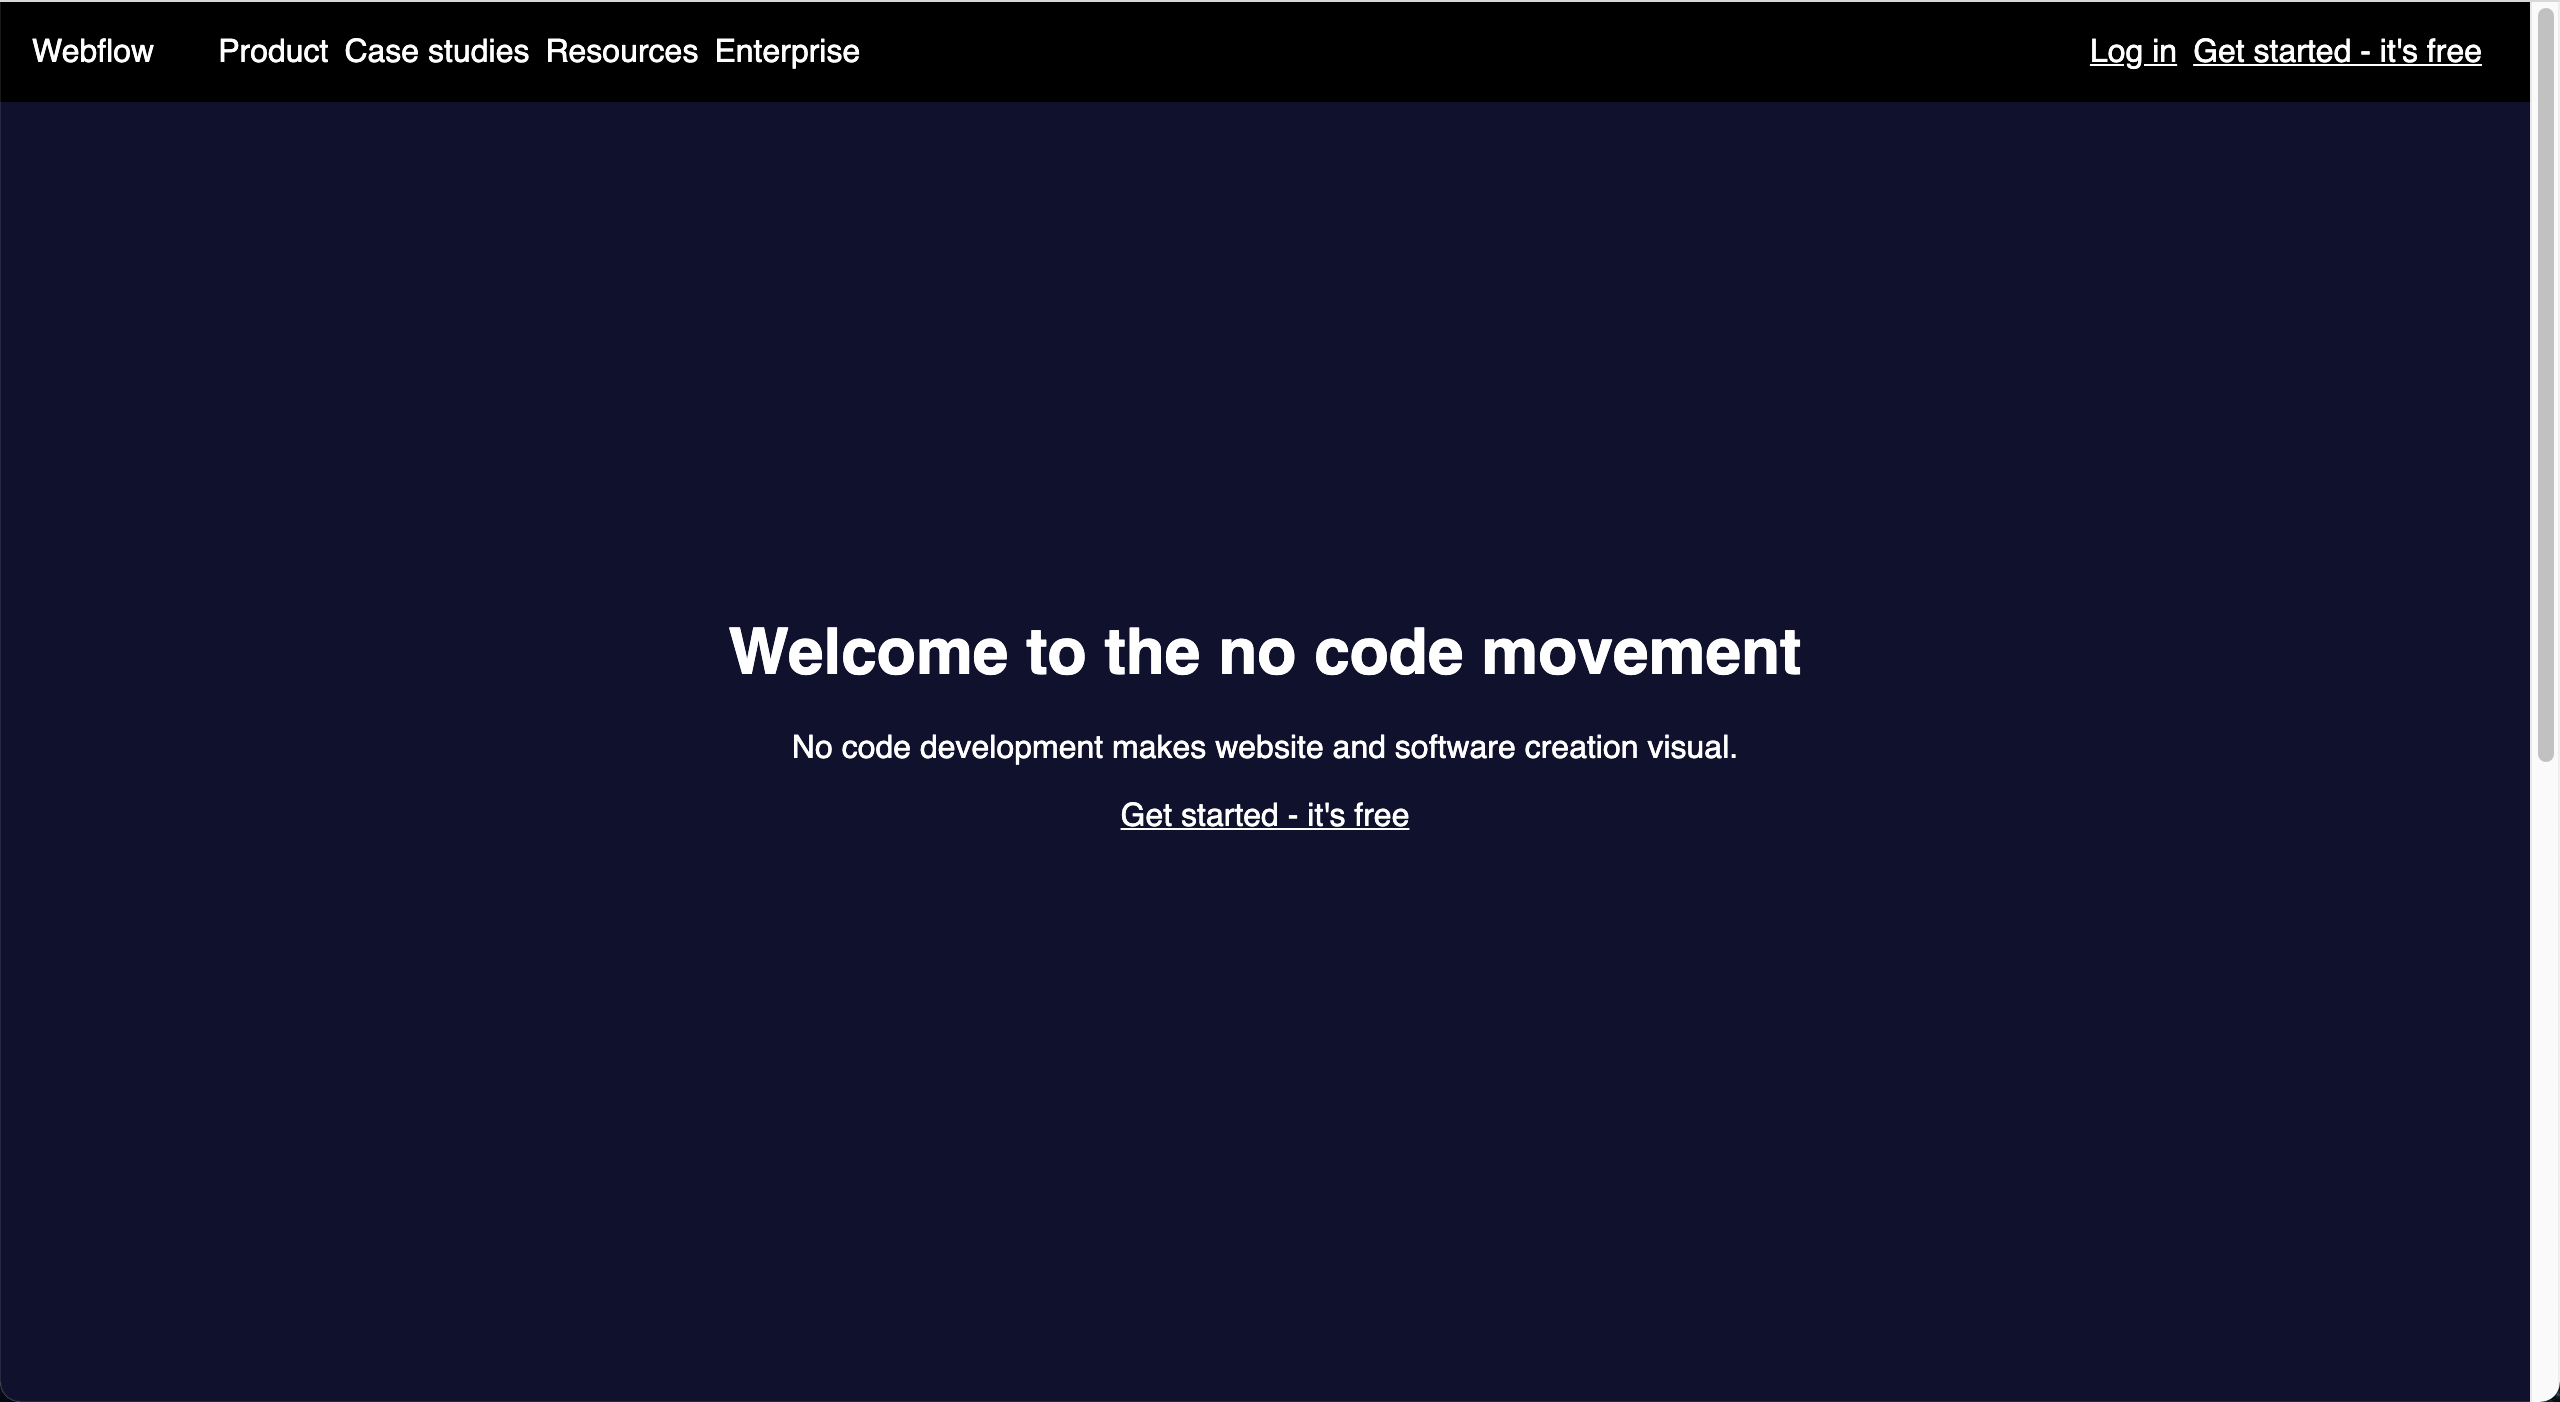 Webflow Product Case studies Resources Enterprise Log in Get started - it's free
Welcome to the no code movement
No code development makes website and software creation visual.
Get started - it's free